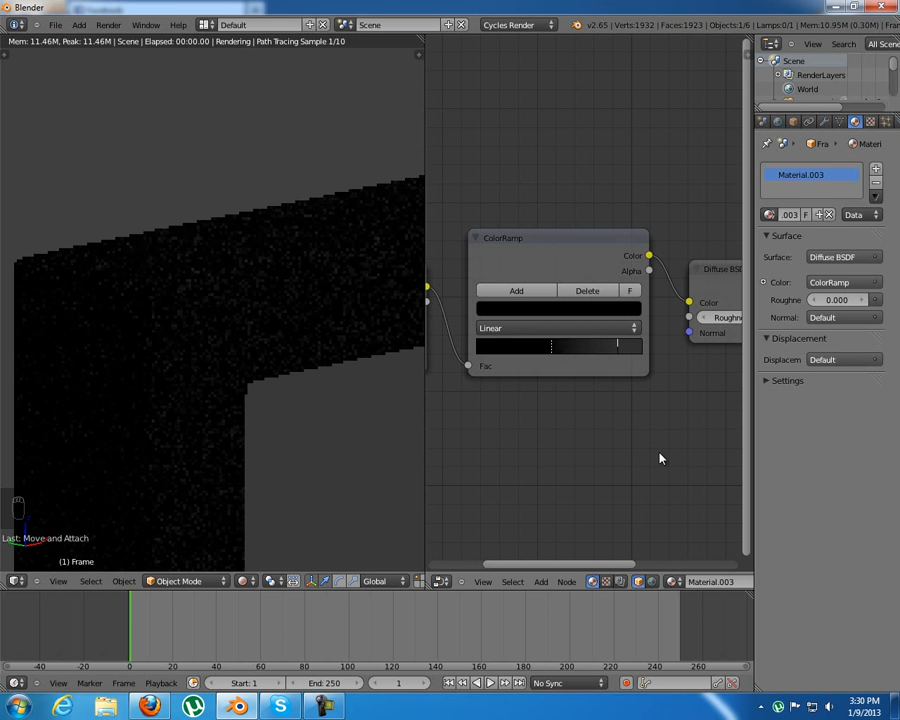 Blender
File Add Render Window Help Default Scene Cycles Render v2.65 | Verts:1932 | Faces:1923 | Objects:1/6 | Lamps:0/1 | Mem:10.95M (0.30M) |
Mem: 11.46M, Peak: 11.46M | Scene | Elapsed: 00:00.00 | Rendering | Path Tracing Sample 1/10
View Search All Scene
Scene
RenderLayers
World
Fra Materi
Material.003
.003 F Data
Surface
Surface: Diffuse BSDF
Color: ColorRamp
Roughne 0.000
Normal: Default
Displacement
Displacem Default
Settings
ColorRamp
Color
Alpha
Add Delete F
Linear
Fac
Diffuse BSD
Color
Roughn
Normal
Last: Move and Attach
(1) Frame
View Select Object Object Mode Global
View Select Add Node Material.003
-40 -20 0 20 40 60 80 100 120 140 160 180 200 220 240 260
View Marker Frame Playback Start: 1 End: 250 1 No Sync
3:30 PM
1/9/2013